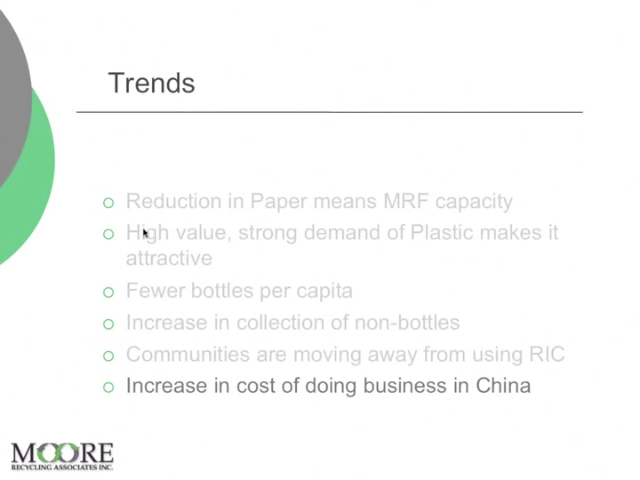 Trends
Reduction in Paper means MRF capacity
High value, strong demand of Plastic makes it
attractive
Fewer bottles per capita
Increase in collection of non-bottles
Communities are moving away from using RIC
Increase in cost of doing business in China
MOORE
RECYCLING ASSOCIATES INC.